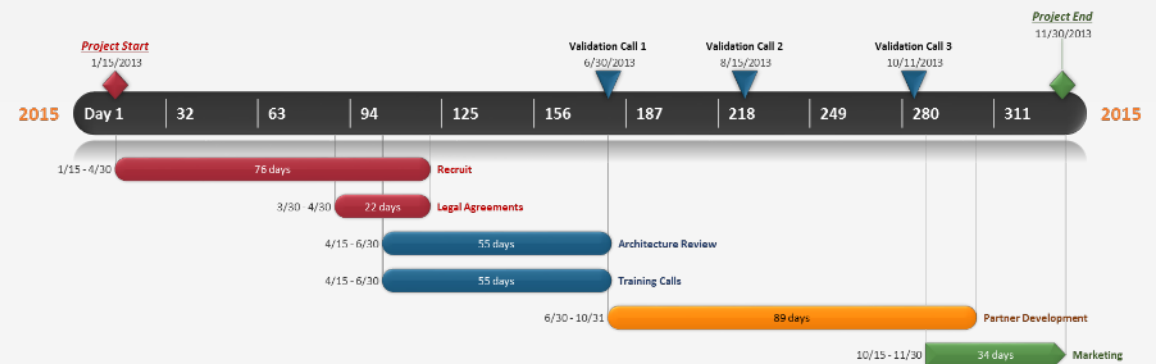 Project End
11/30/2013
Project Start
1/15/2013
Validation Call 1
6/30/2013
Validation Call 2
8/15/2013
Validation Call 3
10/11/2013
2015 Day 1 32 63 94 125 156 187 218 249 280 311 2015
1/15 - 4/30 76 days Recruit
3/30 - 4/30 22 days Legal Agreements
4/15 - 6/30 55 days Architecture Review
4/15 - 6/30 55 days Training Calls
6/30 - 10/31 89 days Partner Development
10/15 - 11/30 34 days Marketing